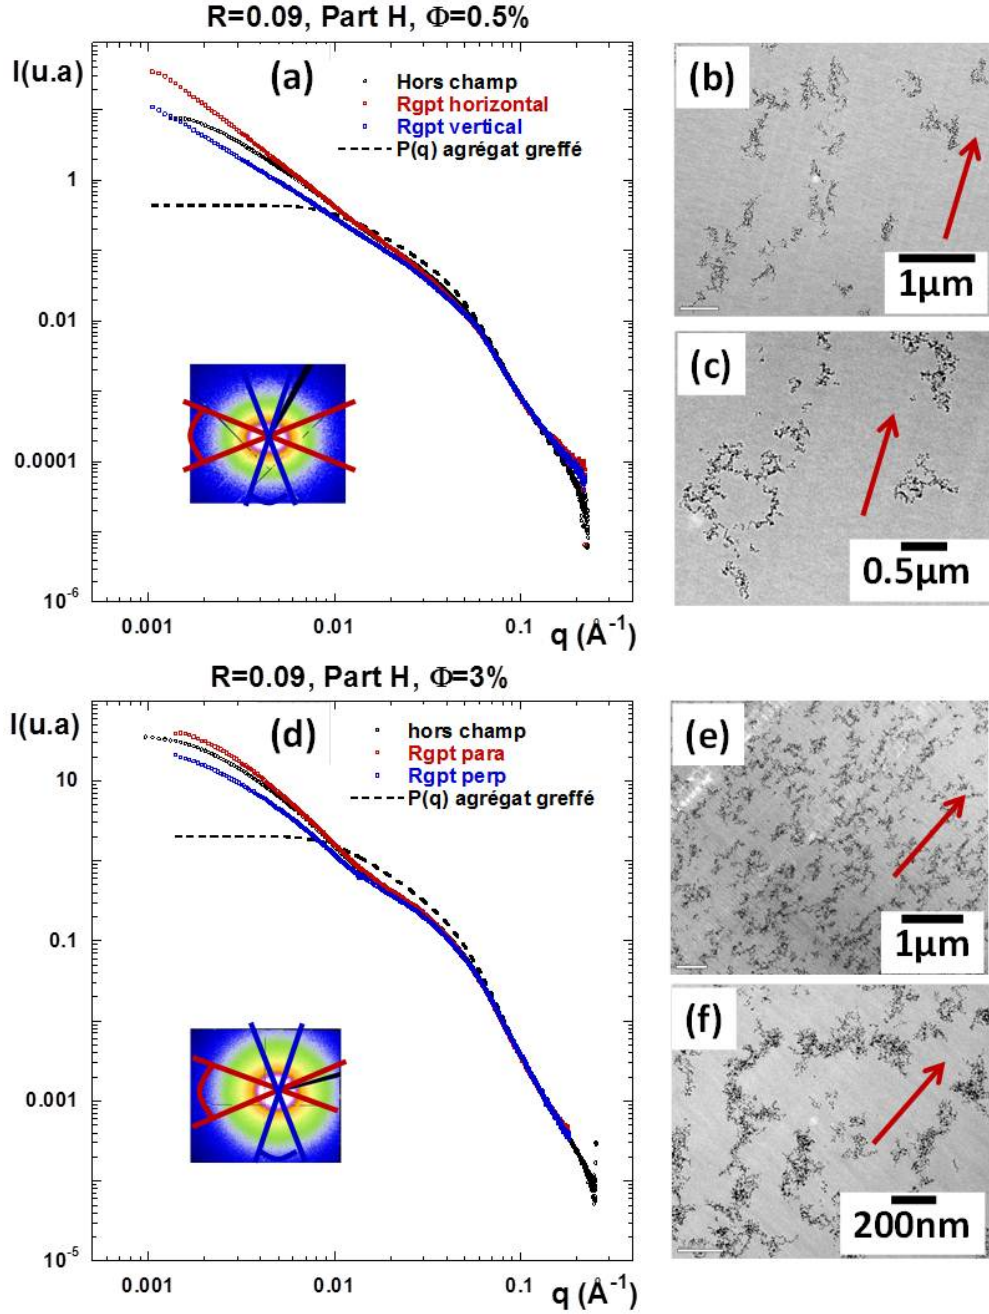 R=0.09, Part H, Φ=0.5%
I(u.a)
(a)
Hors champ
Rgpt horizontal
Rgpt vertical
P(q) agrégat greffé
1
0.01
0.0001
10-6
0.001
0.01
0.1
q (Å-1)
(b)
1µm
(c)
0.5µm
R=0.09, Part H, Φ=3%
I(u.a)
(d)
hors champ
Rgpt para
Rgpt perp
P(q) agrégat greffé
10
0.1
0.001
10-5
0.001
0.01
0.1
q (Å-1)
(e)
1µm
(f)
200nm